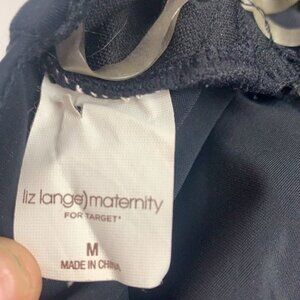 liz lange) maternity
FOR TARGET*
M
MADE IN CHINA